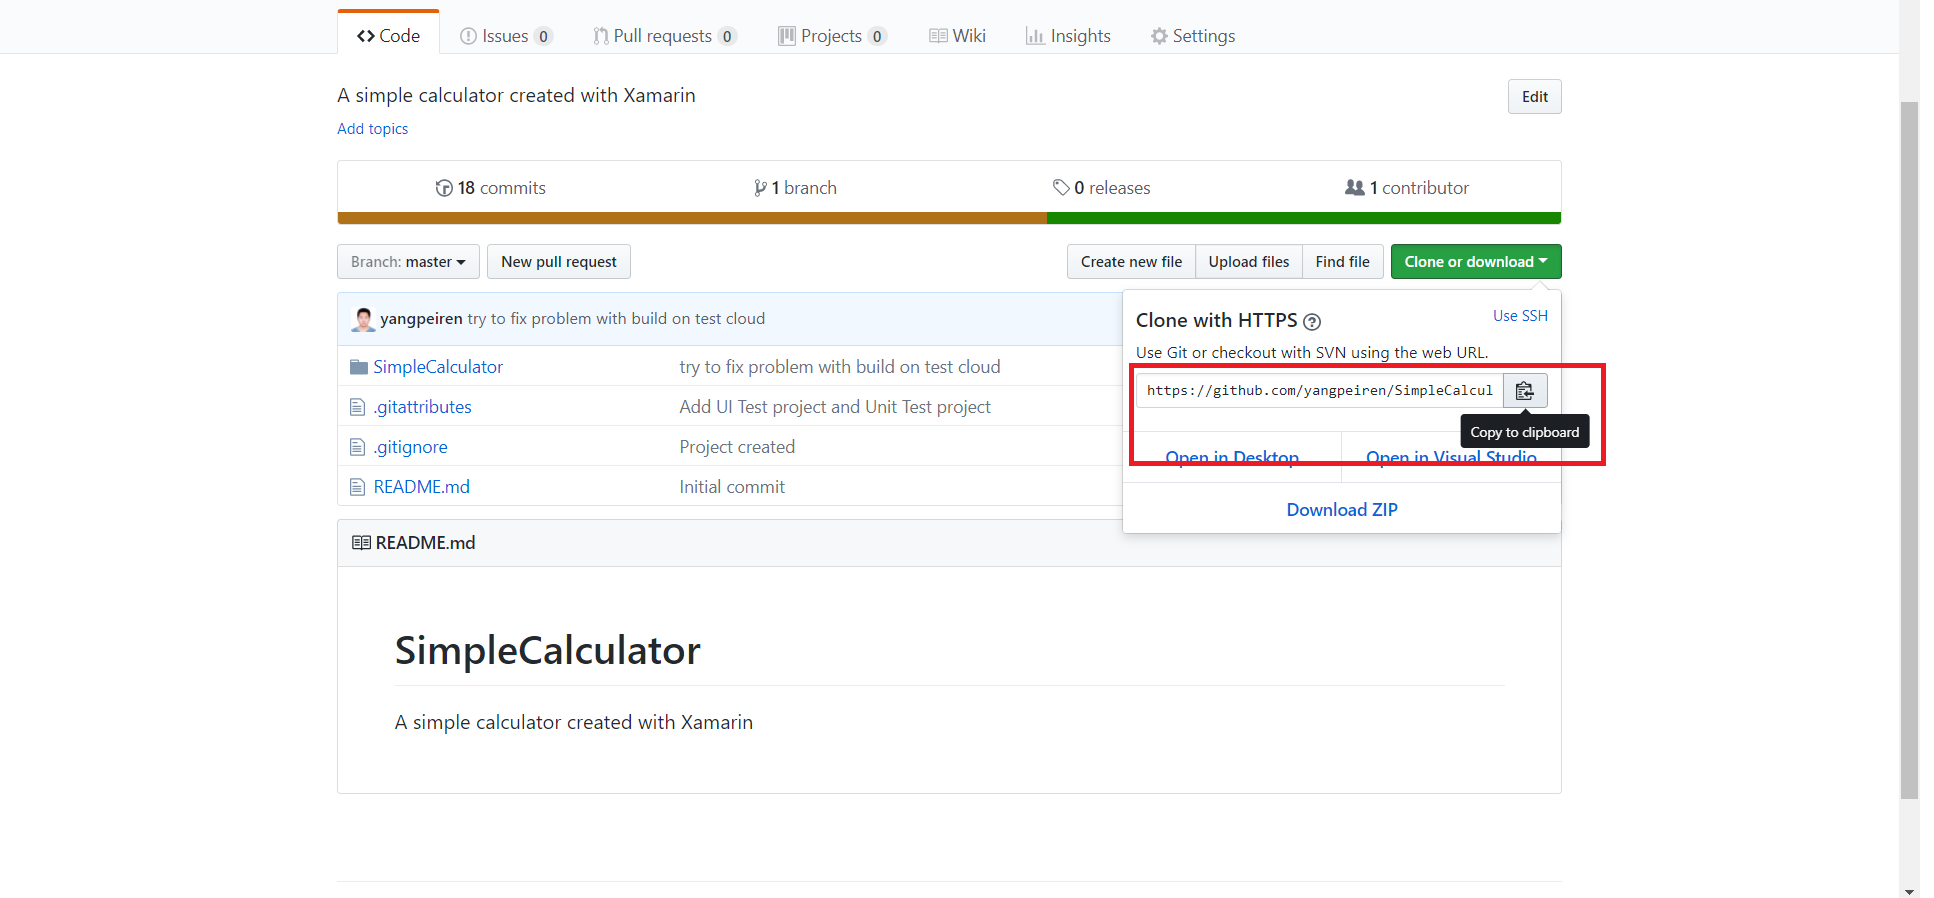 Code Issues 0 Pull requests 0 Projects 0 Wiki Insights Settings
A simple calculator created with Xamarin Edit
Add topics
18 commits 1 branch 0 releases 1 contributor
Branch: master New pull request Create new file Upload files Find file Clone or download
yangpeiren try to fix problem with build on test cloud
SimpleCalculator try to fix problem with build on test cloud
.gitattributes Add UI Test project and Unit Test project
.gitignore Project created
README.md Initial commit
Clone with HTTPS ? Use SSH
Use Git or checkout with SVN using the web URL.
https://github.com/yangpeiren/SimpleCalcul
Copy to clipboard
Open in Desktop Open in Visual Studio
Download ZIP
README.md
SimpleCalculator
A simple calculator created with Xamarin